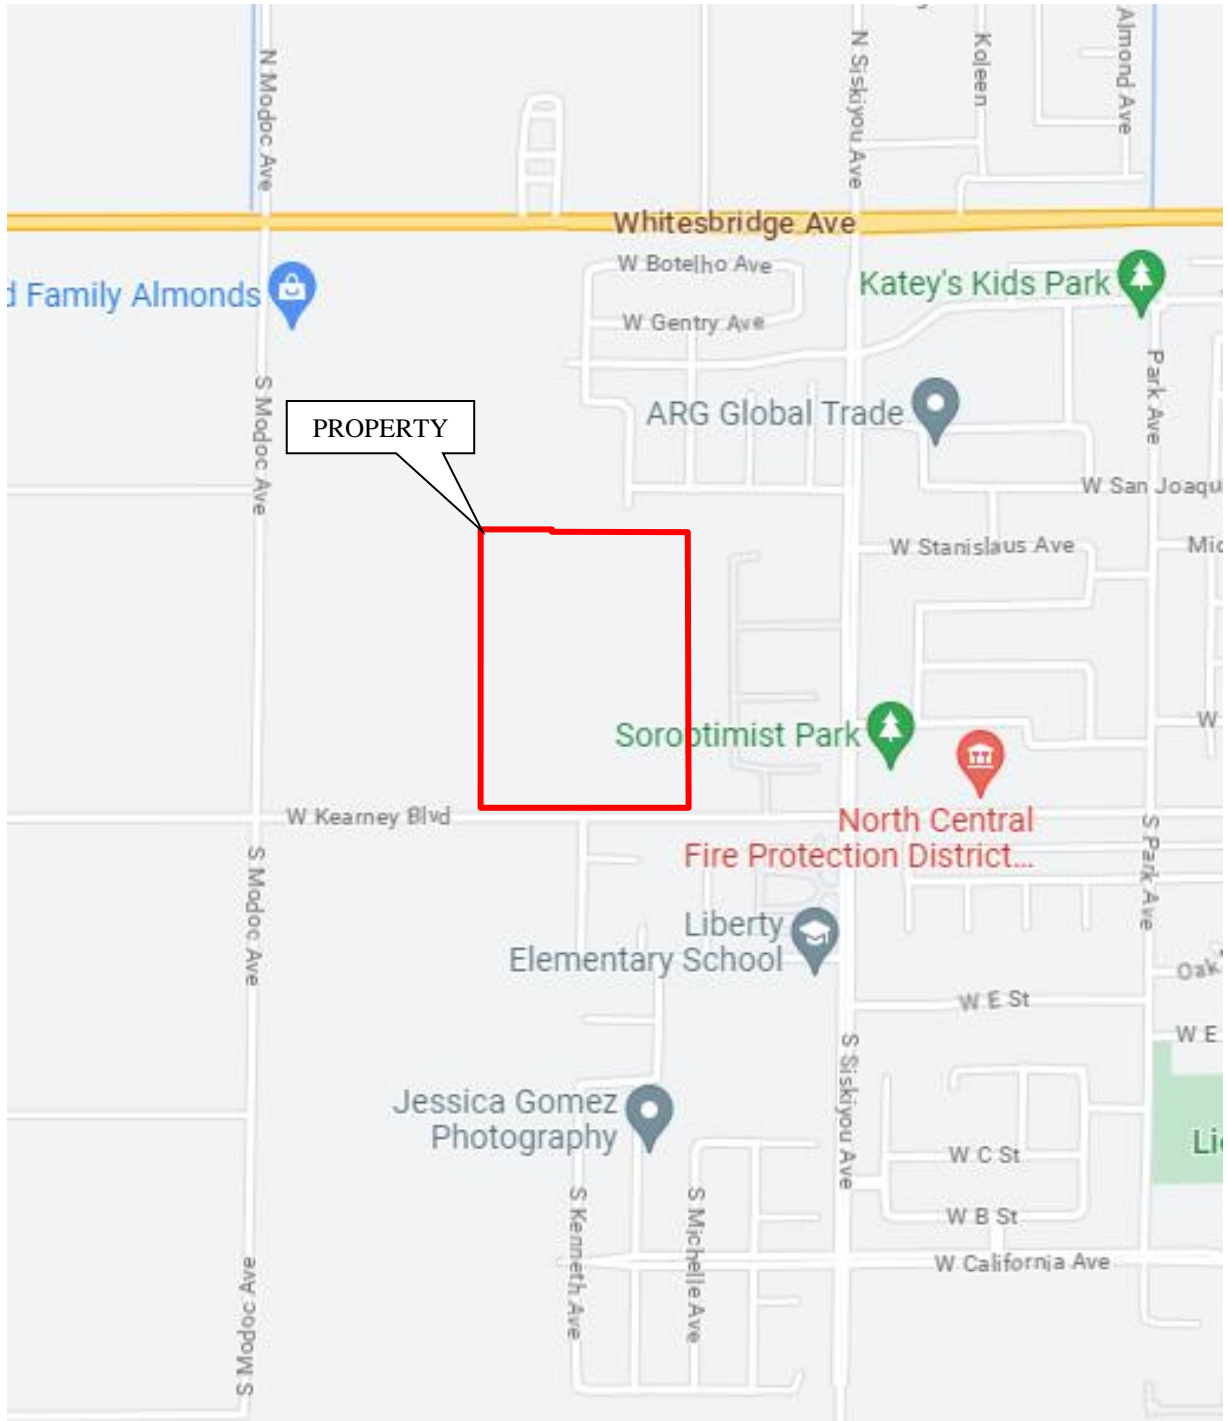 N Modoc Ave
N Siskiyou Ave
Koleen
Almond Ave
Whitesbridge Ave
W Botelho Ave
Katey's Kids Park
d Family Almonds
W Gentry Ave
S Modoc Ave
Park Ave
ARG Global Trade
PROPERTY
W San Joaqu
W Stanislaus Ave
Mic
Soroptimist Park
W
W Kearney Blvd
North Central
Fire Protection District...
S Park Ave
S Modoc Ave
Liberty
Elementary School
Oak
W E St
W E
S Siskiyou Ave
Jessica Gomez
Photography
Li
W C St
S Kenneth Ave
S Michelle Ave
W B St
W California Ave
S Modoc Ave